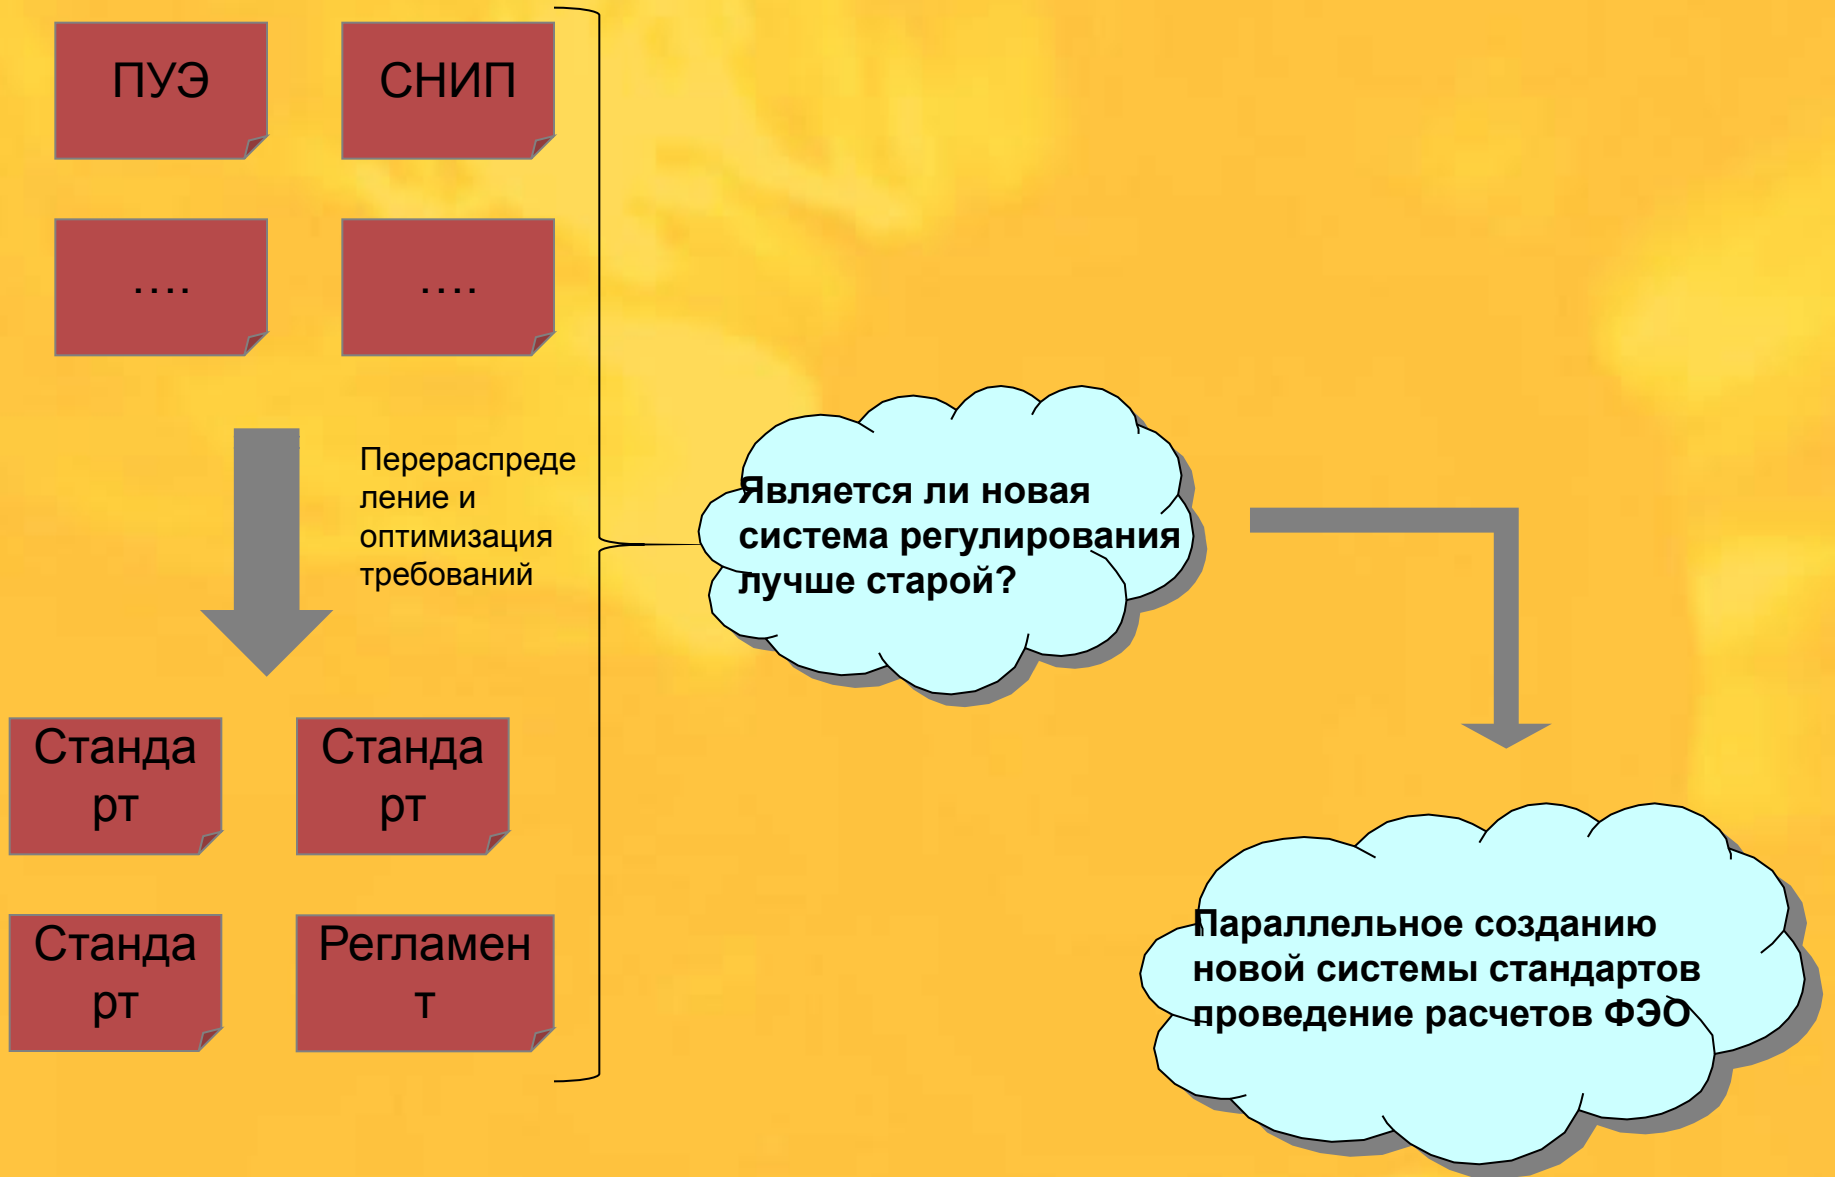 ПУЭ
СНИП
....
....
Перераспреде
ление и
оптимизация
требований
Является ли новая
система регулирования
лучше старой?
Станда
рт
Станда
рт
Станда
рт
Регламен
т
Параллельное созданию
новой системы стандартов
проведение расчетов ФЭО